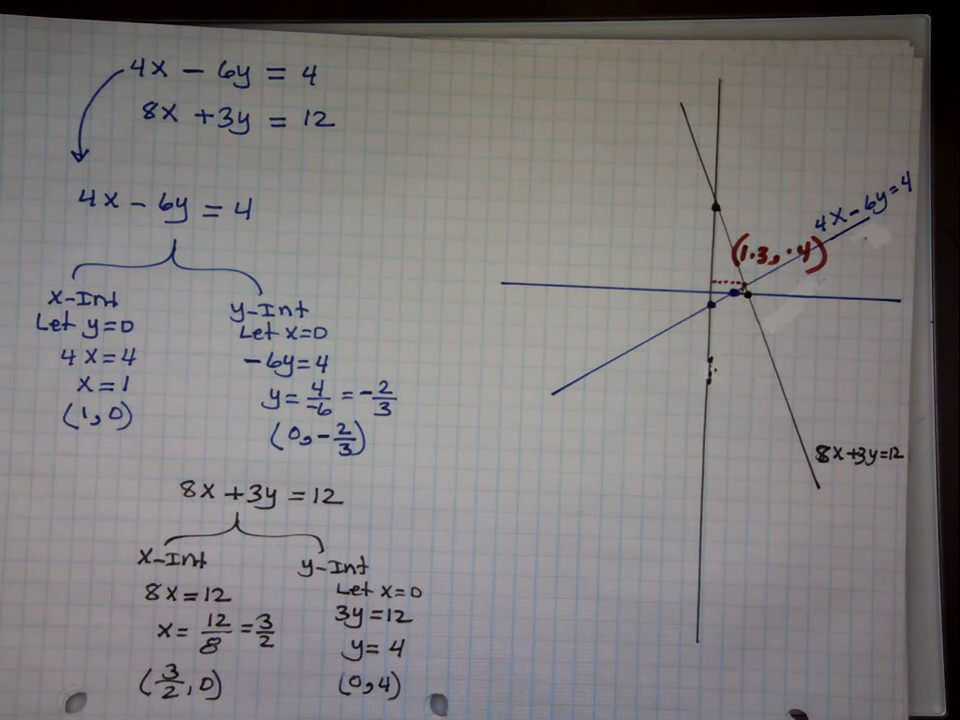 4x - 6y = 4
8x + 3y = 12
4x - 6y = 4
x-Int
Let y=0
4x=4
x=1
(1, 0)
y-Int
Let x=0
-6y=4
y= 4/-6 = -2/3
(0, -2/3)
8x + 3y = 12
x-Int
8x = 12
x= 12/8 = 3/2
(3/2, 0)
y-Int
Let x=0
3y=12
y= 4
(0,4)
4x-6y=4
(1.3, .4)
8x+3y=12